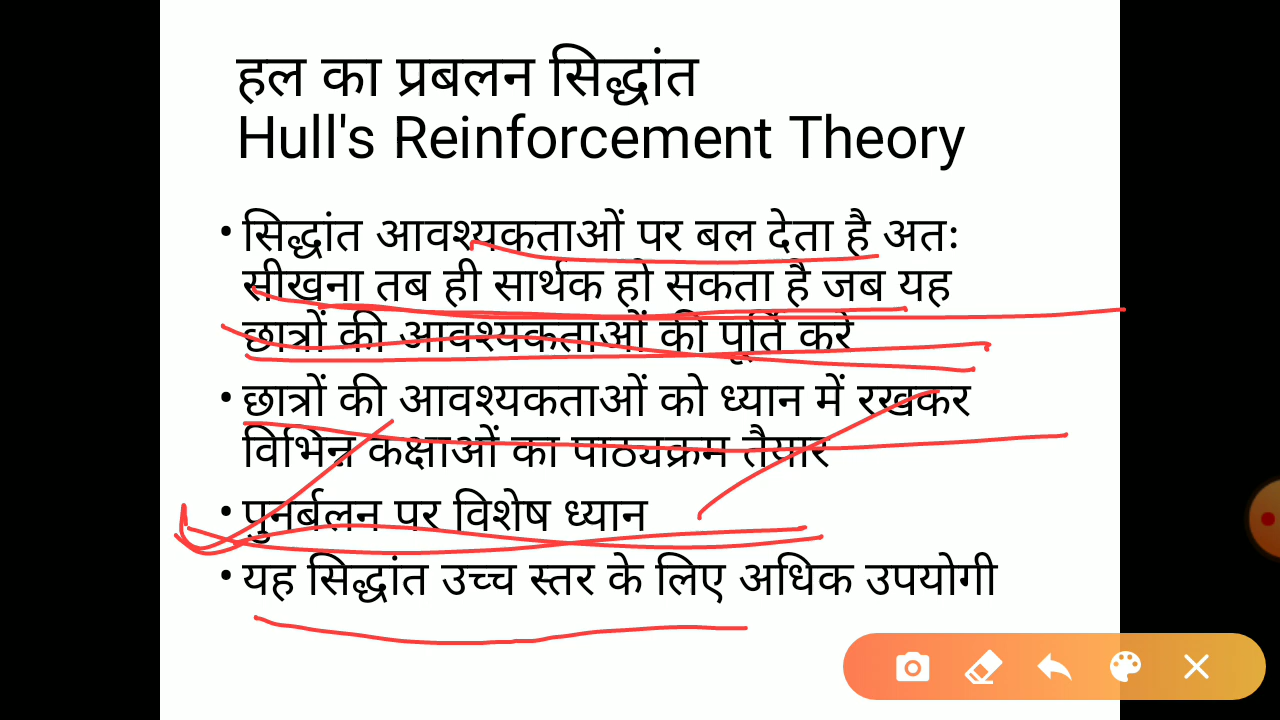 हल का प्रबलन सिद्धांत
Hull's Reinforcement Theory
• सिद्धांत आवश्यकताओं पर बल देता है अतः
सीखना तब ही सार्थक हो सकता है जब यह
छात्रों की आवश्यकताओं की पूर्ति करे
• छात्रों की आवश्यकताओं को ध्यान में रखकर
विभिन्न कक्षाओं का पाठ्यक्रम तैयार
• पुनर्बलन पर विशेष ध्यान
• यह सिद्धांत उच्च स्तर के लिए अधिक उपयोगी